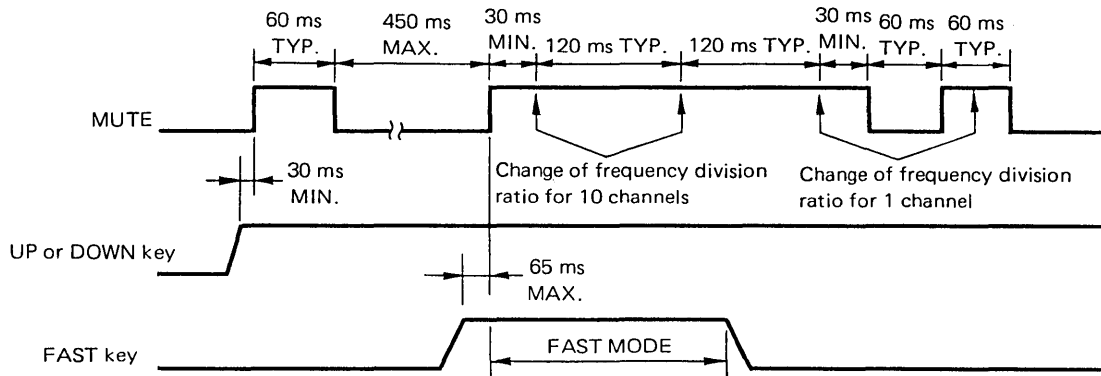 60 ms
TYP.
450 ms
MAX.
30 ms
MIN.
120 ms TYP.
120 ms TYP.
30 ms
MIN.
60 ms
TYP.
60 ms
TYP.
MUTE
Change of frequency division
ratio for 10 channels
Change of frequency division
ratio for 1 channel
30 ms
MIN.
UP or DOWN key
65 ms
MAX.
FAST key
FAST MODE